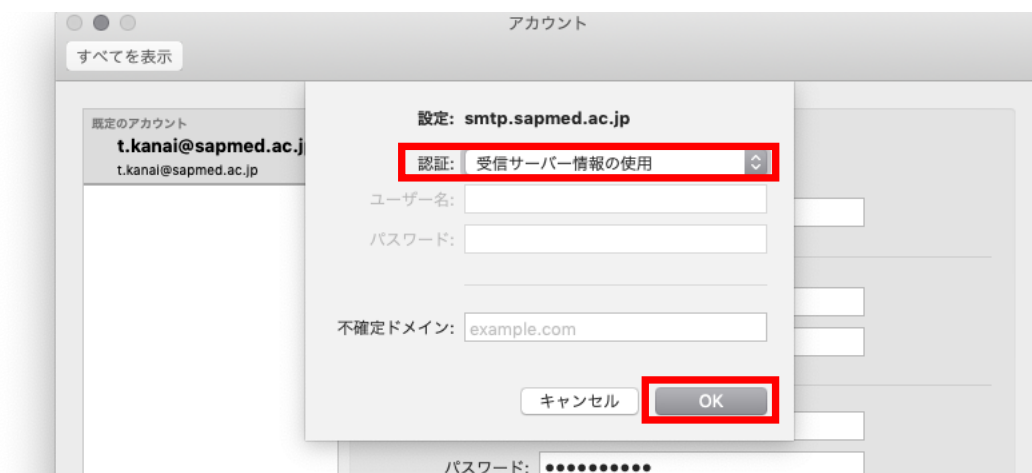 アカウント
すべてを表示
既定のアカウント
t.kanai@sapmed.ac.j
t.kanai@sapmed.ac.jp
設定: smtp.sapmed.ac.jp
認証: 受信サーバー情報の使用
ユーザー名:
パスワード:
不確定ドメイン: example.com
キャンセル OK
パスワード: ●●●●●●●●●●